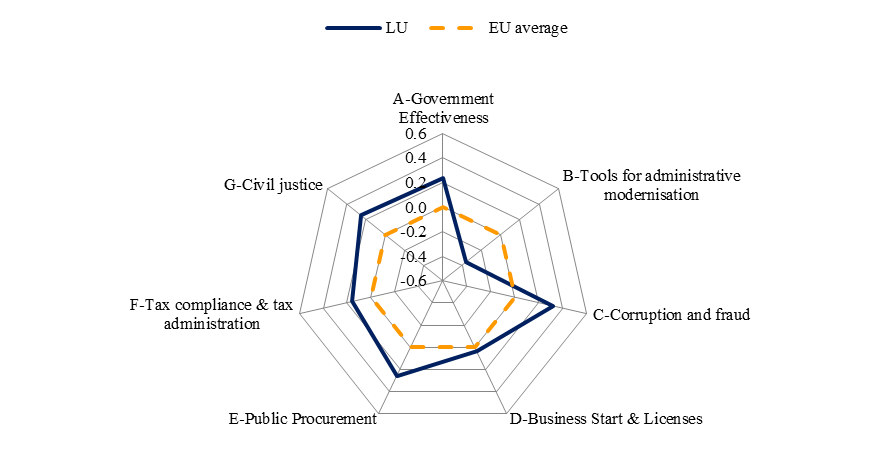 LU
EU average
A-Government
Effectiveness
0.6
0.4
0.2
0.0
-0.2
-0.4
-0.6
B-Tools for administrative
modernisation
C-Corruption and fraud
D-Business Start & Licenses
E-Public Procurement
F-Tax compliance & tax
administration
G-Civil justice